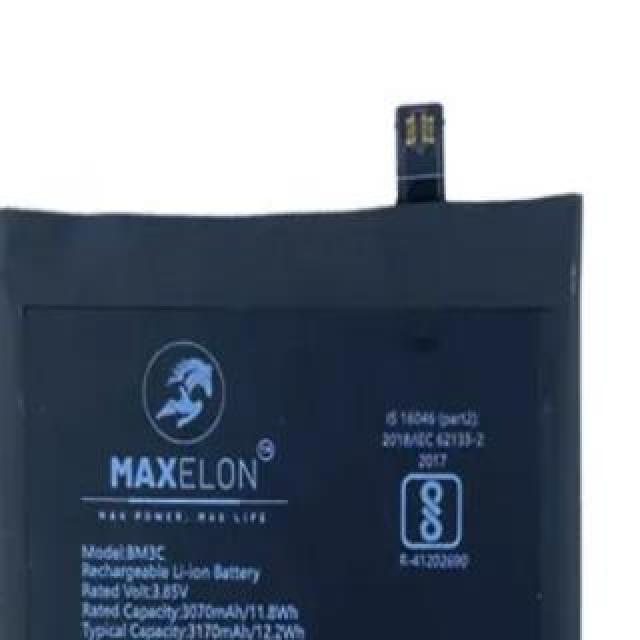 MAXELON
TM
MAX POWER, MAX LIFE
Model:BM3C
Rechargeable Li-ion Battery
Rated Volt:3.85V
Rated Capacity:3070mAh/11.8Wh
Typical Capacity:3170mAh/12.2Wh
IS 16046 (part2):
2018/IEC 62133-2
2017
R-41202690